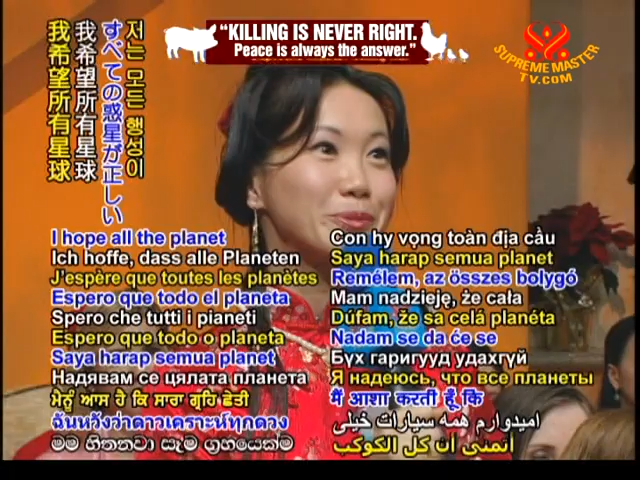 "KILLING IS NEVER RIGHT.
Peace is always the answer."
SUPREME MASTER
TV.COM
저는 모든 행성이
すべての惑星が正しい
我希望所有星球
我希望所有星球
I hope all the planet
Ich hoffe, dass alle Planeten
J'espère que toutes les planètes
Espero que todo el planeta
Spero che tutti i pianeti
Espero que todo o planeta
Saya harap semua planet
Надявам се цялата планета
ਮੈਨੂੰ ਆਸ ਹੈ ਕਿ ਸਾਰਾ ਗ੍ਰਹਿ ਛੇਤੀ
ฉันหวังว่าดาวเคราะห์ทุกดวง
මම හිතනවා සෑම ග්‍රහයෙක්ම
Con hy vọng toàn địa cầu
Saya harap semua planet
Remélem, az összes bolygó
Mam nadzieję, że cała
Dúfam, že sa celá planéta
Nadam se da će se
Бүх гаригууд удахгүй
Я надеюсь, что все планеты
मैं आशा करती हूँ कि
امیدوارم همه سیارات خیلی
أتمنى أن كل الكوكب